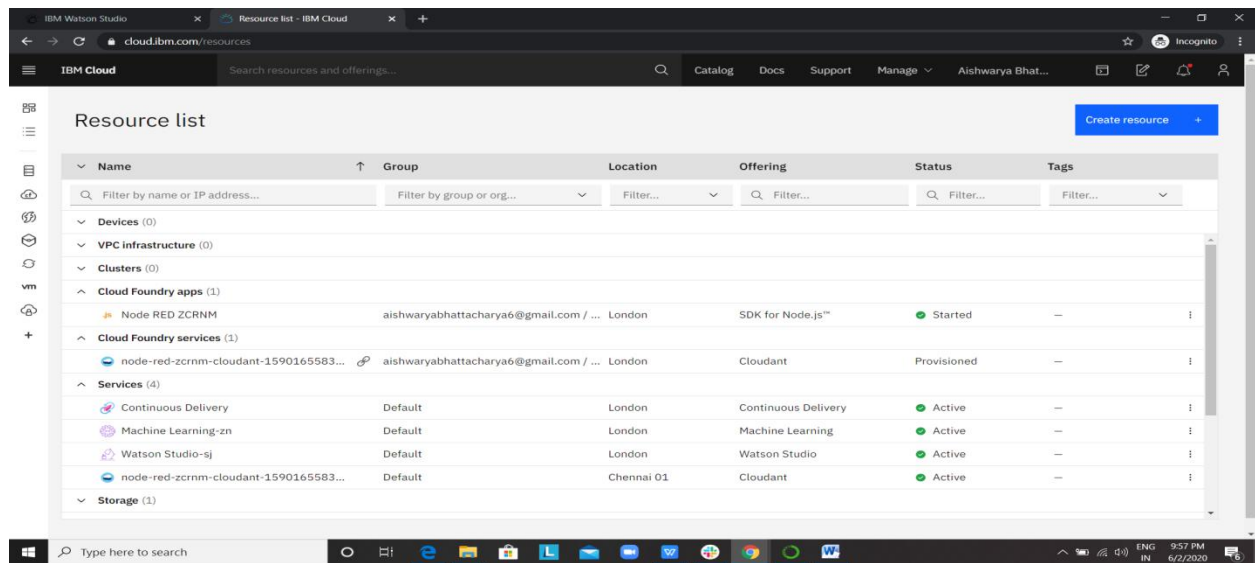 IBM Watson Studio × Resource list - IBM Cloud × +
cloud.ibm.com/resources Incognito
IBM Cloud Search resources and offerings... Catalog Docs Support Manage Aishwarya Bhat...
Resource list Create resource +
Name Group Location Offering Status Tags
Filter by name or IP address... Filter by group or org... Filter... Filter... Filter... Filter...
Devices (0)
VPC infrastructure (0)
Clusters (0)
vm
Cloud Foundry apps (1)
JS Node RED ZCRNM aishwaryabhattacharya6@gmail.com / ... London SDK for Node.js™ Started —
Cloud Foundry services (1)
node-red-zcrnm-cloudant-1590165583... aishwaryabhattacharya6@gmail.com / ... London Cloudant Provisioned —
Services (4)
Continuous Delivery Default London Continuous Delivery Active —
Machine Learning-zn Default London Machine Learning Active —
Watson Studio-sj Default London Watson Studio Active —
node-red-zcrnm-cloudant-1590165583... Default Chennai 01 Cloudant Active —
Storage (1)
Type here to search ENG 9:57 PM
IN 6/2/2020 6